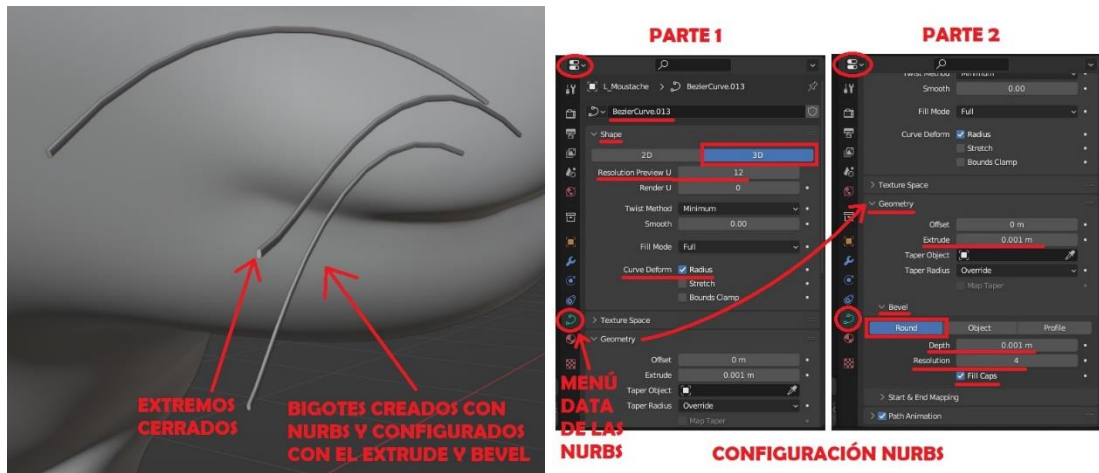 EXTREMOS
CERRADOS
BIGOTES CREADOS CON
NURBS Y CONFIGURADOS
CON EL EXTRUDE Y BEVEL
PARTE 1
L_Moustache > BezierCurve.013
BezierCurve.013
Shape
2D 3D
Resolution Preview U 12
Render U 0
Twist Method Minimum
Smooth 0.00
Fill Mode Full
Curve Deform Radius
Stretch
Bounds Clamp
Texture Space
Geometry
Offset 0 m
Extrude 0.001 m
Taper Object
Taper Radius Override
Map Taper
MENÚ
DATA
DE LAS
NURBS
PARTE 2
Twist Method Minimum
Smooth 0.00
Fill Mode Full
Curve Deform Radius
Stretch
Bounds Clamp
Texture Space
Geometry
Offset 0 m
Extrude 0.001 m
Taper Object
Taper Radius Override
Map Taper
Bevel
Round Object Profile
Depth 0.001 m
Resolution 4
Fill Caps
Start & End Mapping
Path Animation
CONFIGURACIÓN NURBS